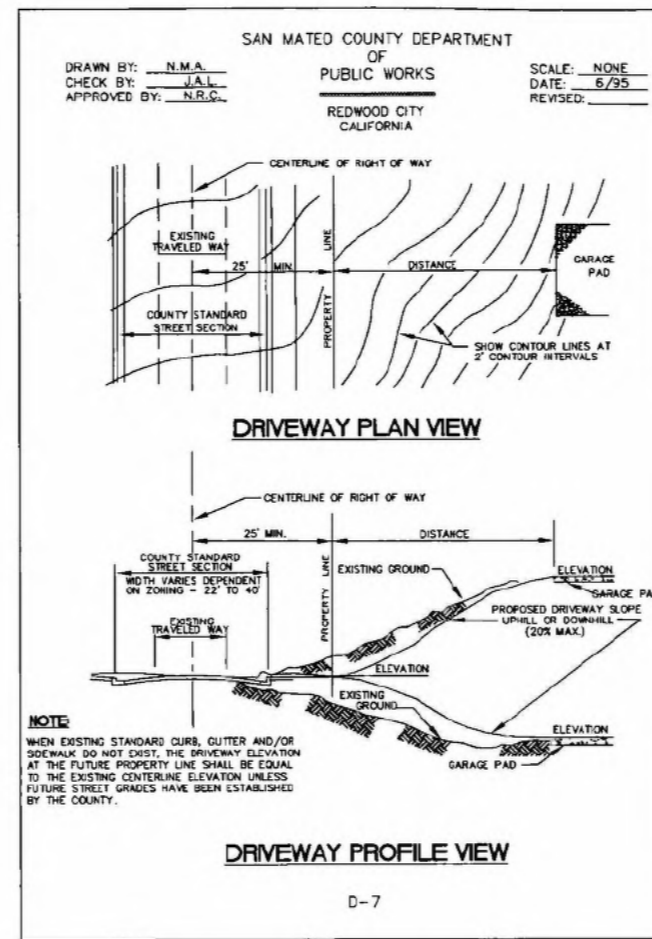 SAN MATEO COUNTY DEPARTMENT
OF
PUBLIC WORKS
REDWOOD CITY
CALIFORNIA
DRAWN BY: N.M.A.
CHECK BY: J.A.L.
APPROVED BY: N.R.C.
SCALE: NONE
DATE: 6/95
REVISED:
CENTERLINE OF RIGHT OF WAY
EXISTING
TRAVELED WAY
25' MIN.
PROPERTY LINE
DISTANCE
GARAGE
PAD
COUNTY STANDARD
STREET SECTION
SHOW CONTOUR LINES AT
2' CONTOUR INTERVALS
DRIVEWAY PLAN VIEW
CENTERLINE OF RIGHT OF WAY
25' MIN.
DISTANCE
COUNTY STANDARD
STREET SECTION
WIDTH VARIES DEPENDENT
ON ZONING - 22' TO 40'
EXISTING
TRAVELED WAY
PROPERTY LINE
EXISTING GROUND
ELEVATION
GARAGE PA
PROPOSED DRIVEWAY SLOPE
UPHILL OR DOWNHILL
(20% MAX.)
ELEVATION
EXISTING
GROUND
ELEVATION
GARAGE PAD
NOTE:
WHEN EXISTING STANDARD CURB, GUTTER AND/OR
SIDEWALK DO NOT EXIST, THE DRIVEWAY ELEVATION
AT THE FUTURE PROPERTY LINE SHALL BE EQUAL
TO THE EXISTING CENTERLINE ELEVATION UNLESS
FUTURE STREET GRADES HAVE BEEN ESTABLISHED
BY THE COUNTY.
DRIVEWAY PROFILE VIEW
D-7